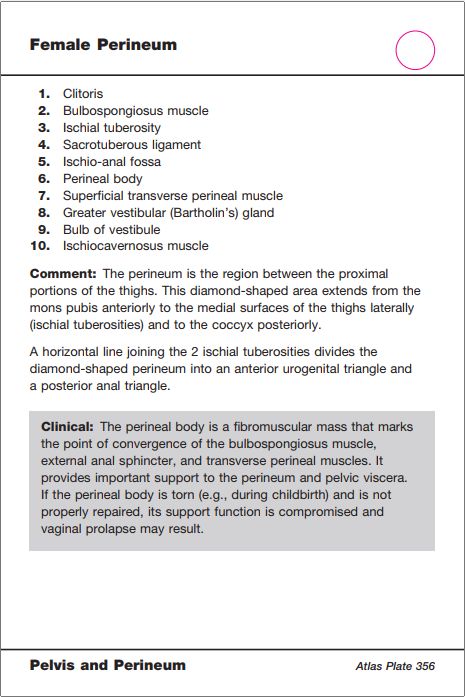 Female Perineum
1. Clitoris
2. Bulbospongiosus muscle
3. Ischial tuberosity
4. Sacrotuberous ligament
5. Ischio-anal fossa
6. Perineal body
7. Superficial transverse perineal muscle
8. Greater vestibular (Bartholin's) gland
9. Bulb of vestibule
10. Ischiocavernosus muscle
Comment: The perineum is the region between the proximal
portions of the thighs. This diamond-shaped area extends from the
mons pubis anteriorly to the medial surfaces of the thighs laterally
(ischial tuberosities) and to the coccyx posteriorly.
A horizontal line joining the 2 ischial tuberosities divides the
diamond-shaped perineum into an anterior urogenital triangle and
a posterior anal triangle.
Clinical: The perineal body is a fibromuscular mass that marks
the point of convergence of the bulbospongiosus muscle,
external anal sphincter, and transverse perineal muscles. It
provides important support to the perineum and pelvic viscera.
If the perineal body is torn (e.g., during childbirth) and is not
properly repaired, its support function is compromised and
vaginal prolapse may result.
Pelvis and Perineum
Atlas Plate 356